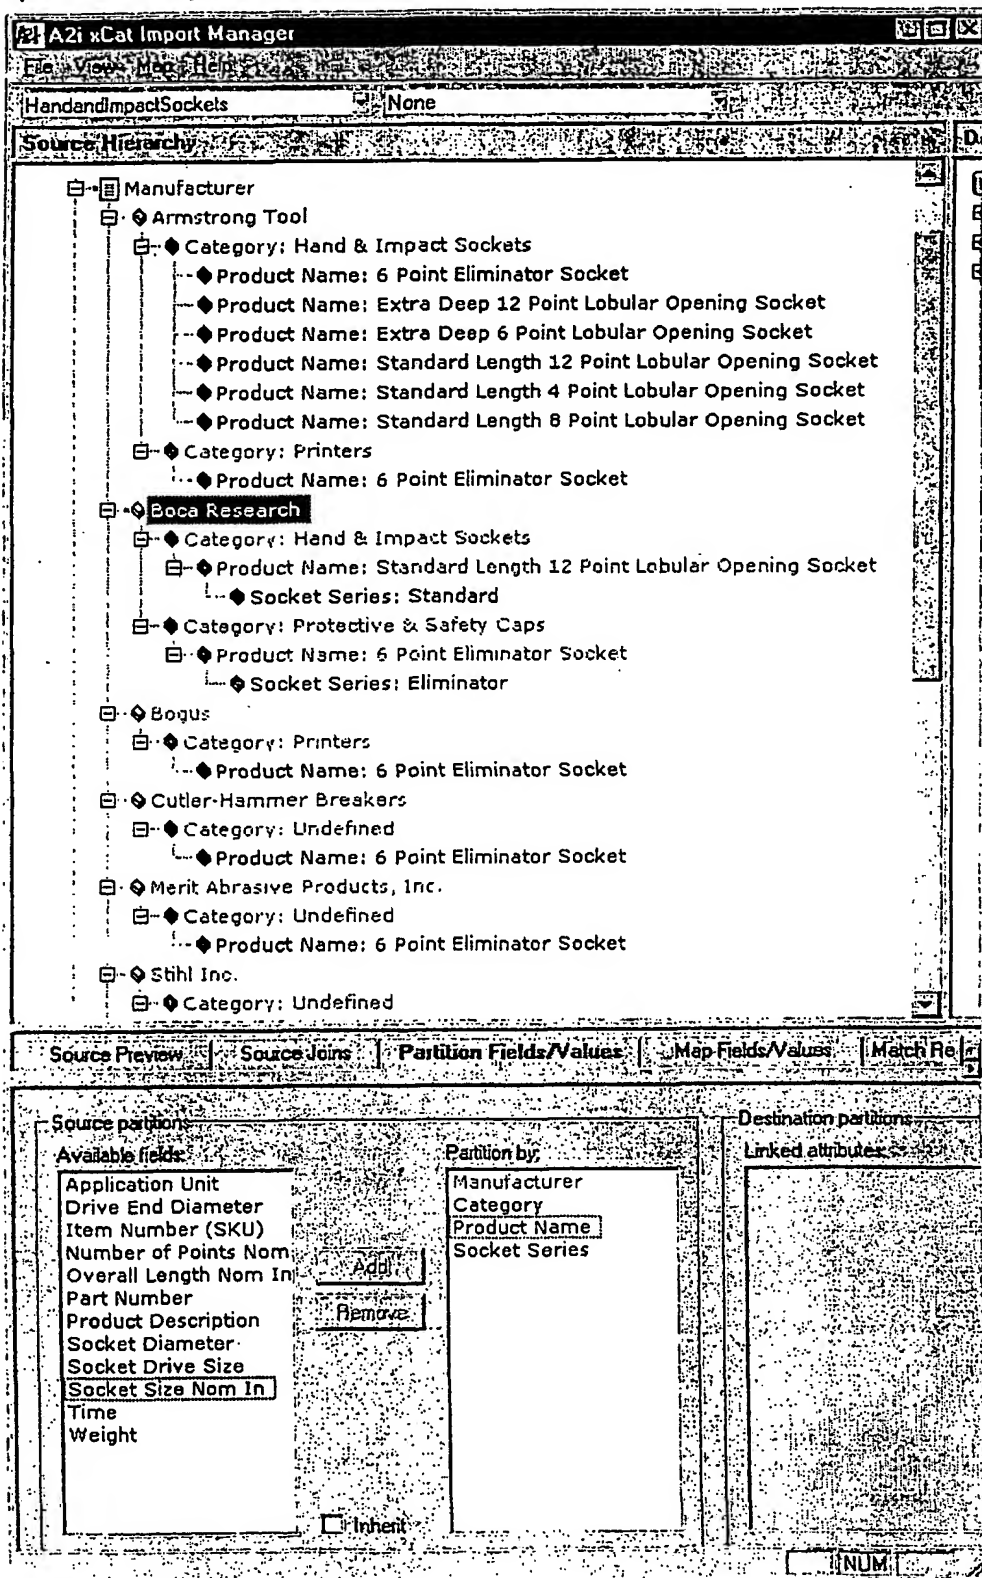 A2i xCat Import Manager
File View Map Help
HandandImpactSockets None
Source Hierarchy
Manufacturer
Armstrong Tool
Category: Hand & Impact Sockets
Product Name: 6 Point Eliminator Socket
Product Name: Extra Deep 12 Point Lobular Opening Socket
Product Name: Extra Deep 6 Point Lobular Opening Socket
Product Name: Standard Length 12 Point Lobular Opening Socket
Product Name: Standard Length 4 Point Lobular Opening Socket
Product Name: Standard Length 8 Point Lobular Opening Socket
Category: Printers
Product Name: 6 Point Eliminator Socket
Boca Research
Category: Hand & Impact Sockets
Product Name: Standard Length 12 Point Lobular Opening Socket
Socket Series: Standard
Category: Protective & Safety Caps
Product Name: 6 Point Eliminator Socket
Socket Series: Eliminator
Bogus
Category: Printers
Product Name: 6 Point Eliminator Socket
Cutler-Hammer Breakers
Category: Undefined
Product Name: 6 Point Eliminator Socket
Merit Abrasive Products, Inc.
Category: Undefined
Product Name: 6 Point Eliminator Socket
Stihl Inc.
Category: Undefined
Source Preview Source Joins Partition Fields/Values Map Fields/Values Match Re
Source partitions
Available fields:
Application Unit
Drive End Diameter
Item Number (SKU)
Number of Points Nom
Overall Length Nom In
Part Number
Product Description
Socket Diameter
Socket Drive Size
Socket Size Nom In
Time
Weight
Add
Remove
Inherit
Partition by:
Manufacturer
Category
Product Name
Socket Series
Destination partitions
Linked attributes:
NUM